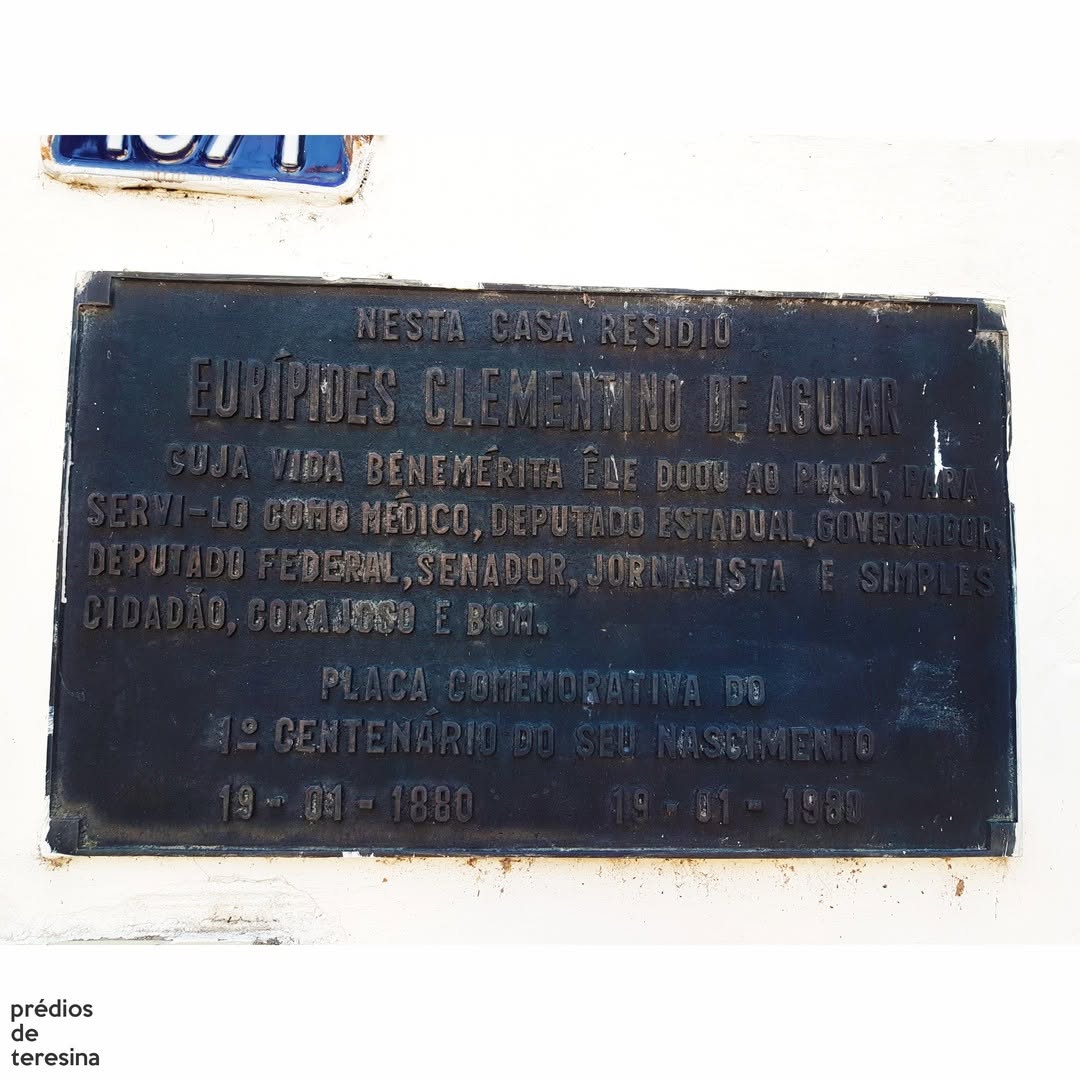 NESTA CASA RESIDIU
EURÍPIDES CLEMENTINO DE AGUIAR
CUJA VIDA BENEMÉRITA ÊLE DOOU AO PIAUÍ, PARA
SERVI-LO COMO MÉDICO, DEPUTADO ESTADUAL, GOVERNADOR,
DEPUTADO FEDERAL, SENADOR, JORNALISTA E SIMPLES
CIDADÃO, CORAJOSO E BOM.
PLACA COMEMORATIVA DO
1º CENTENÁRIO DO SEU NASCIMENTO
19-01-1880 19-01-1980
prédios
de
teresina